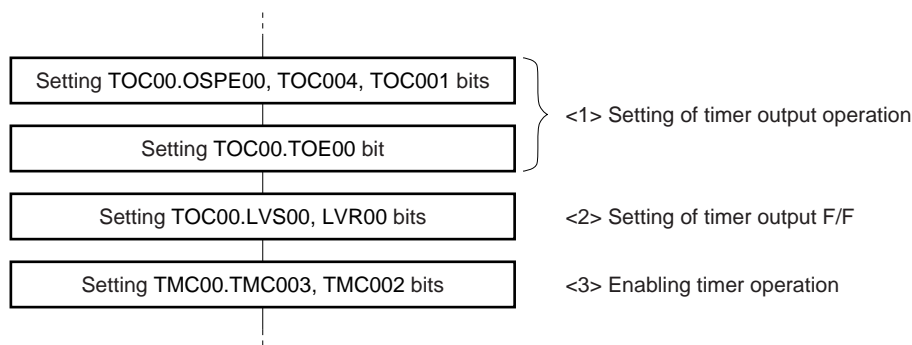 Setting TOC00.OSPE00, TOC004, TOC001 bits
<1> Setting of timer output operation
Setting TOC00.TOE00 bit
Setting TOC00.LVS00, LVR00 bits
<2> Setting of timer output F/F
Setting TMC00.TMC003, TMC002 bits
<3> Enabling timer operation